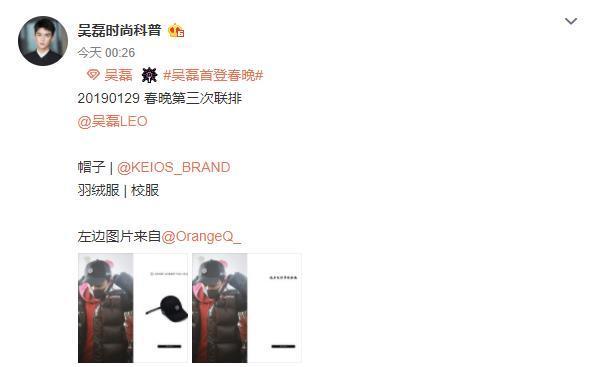 吴磊时尚科普
今天 00:26
吴磊 #吴磊首登春晚#
20190129 春晚第三次联排
@吴磊LEO
帽子 | @KEIOS_BRAND
羽绒服 | 校服
左边图片来自@OrangeQ_